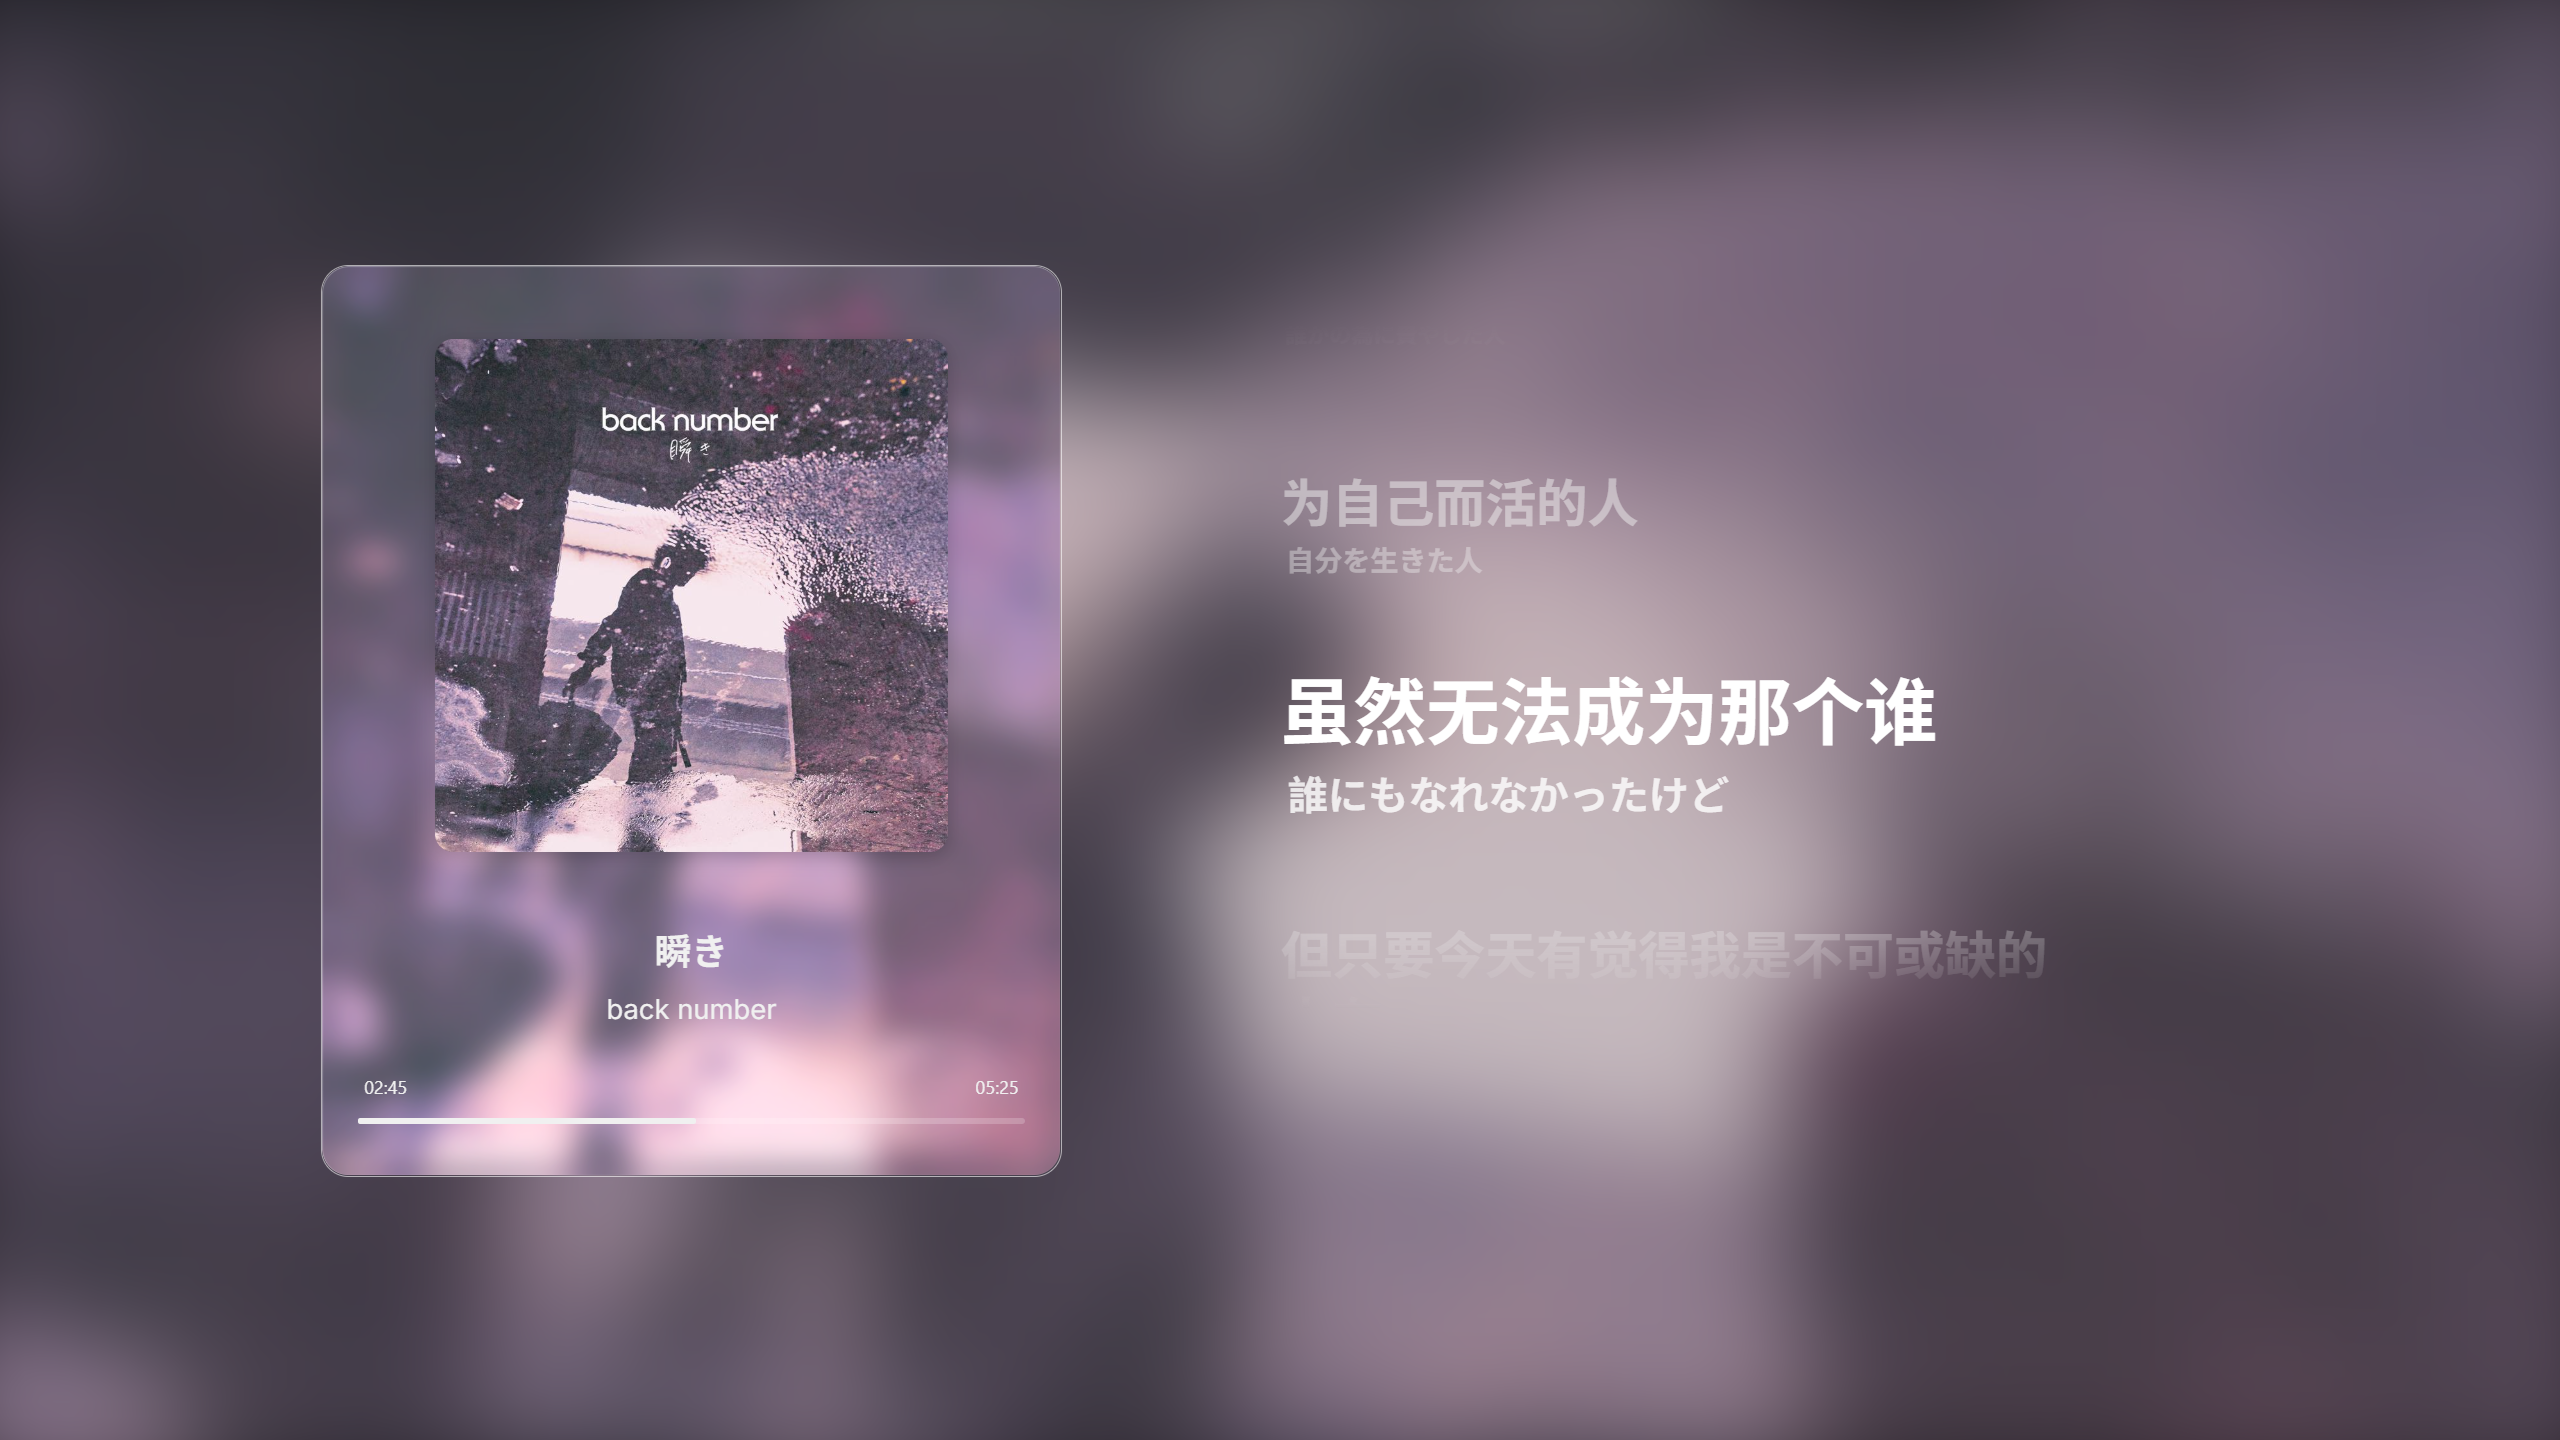 back number
瞬き
瞬き
back number
02:45
05:25
为自己而活的人
自分を生きた人
虽然无法成为那个谁
誰にもなれなかったけど
但只要今天有觉得我是不可或缺的